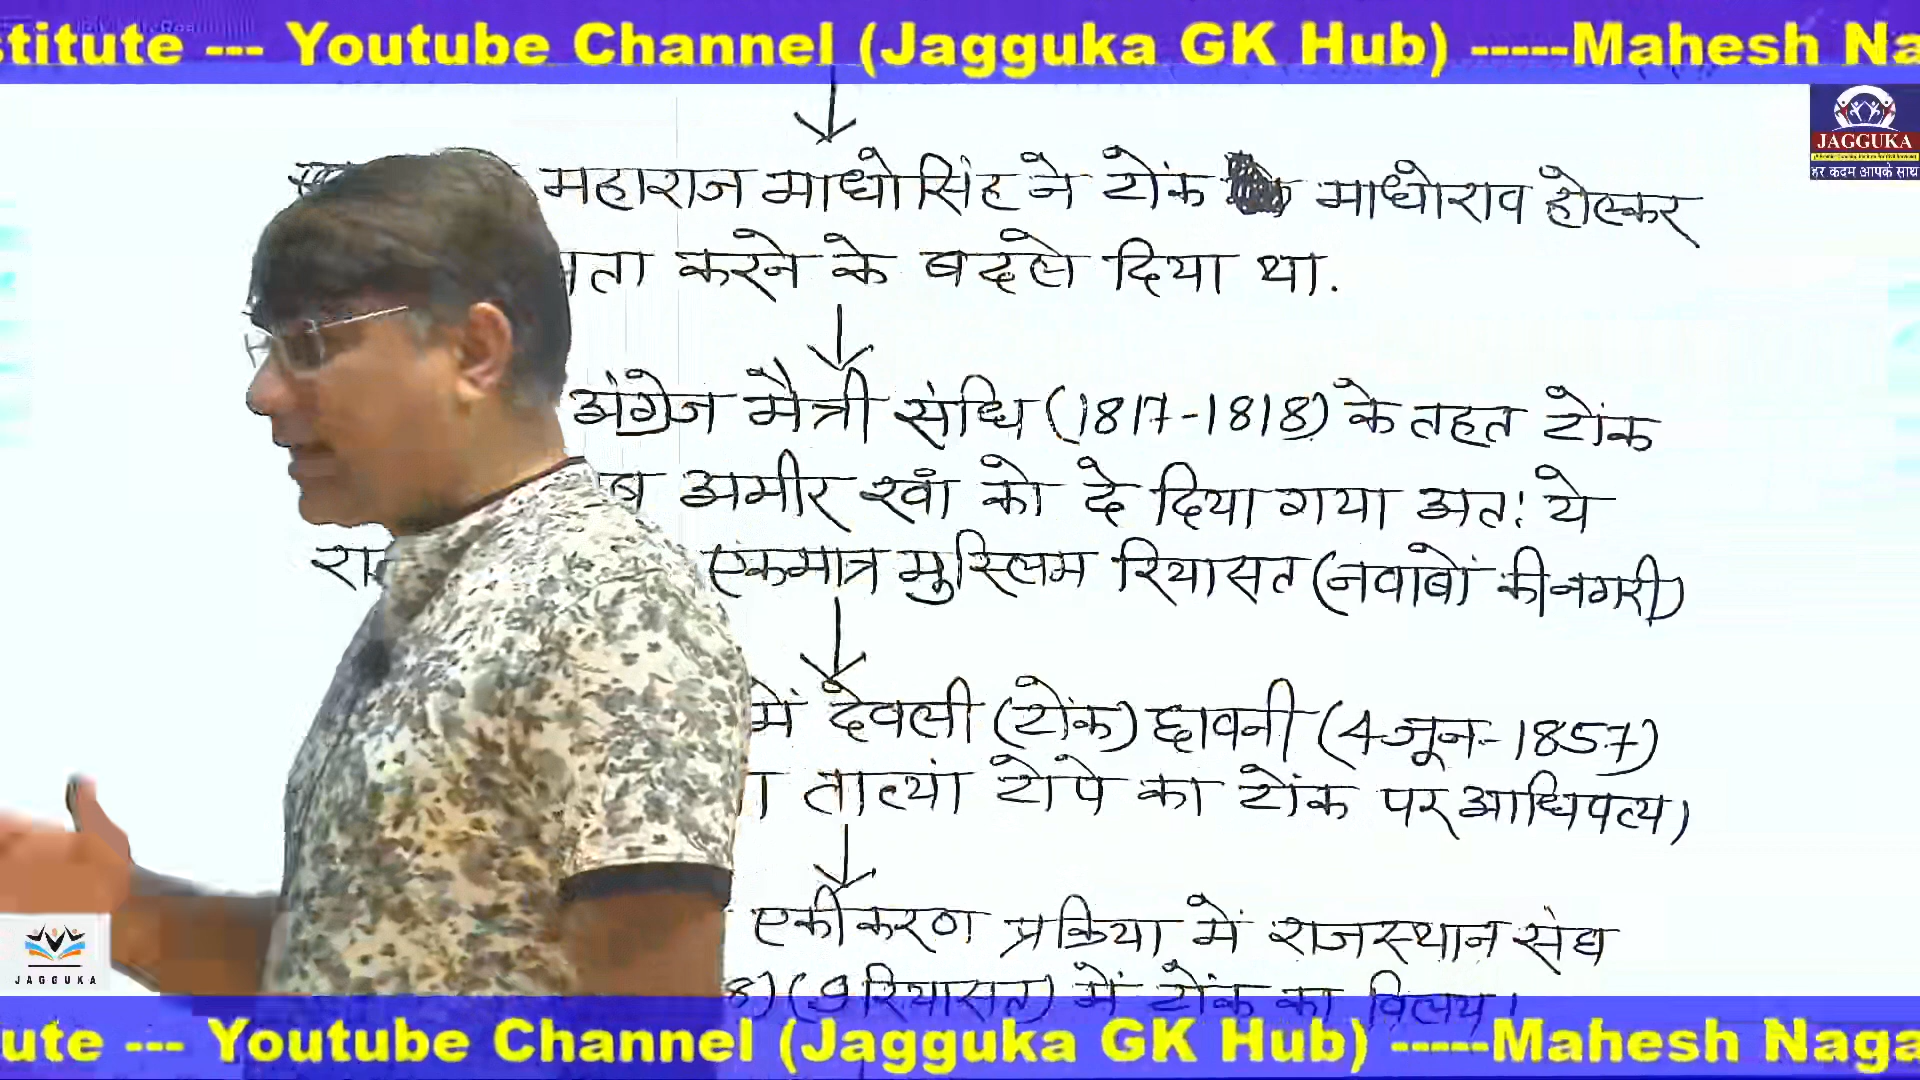 stitute --- Youtube Channel (Jagguka GK Hub) -----Mahesh Na
JAGGUKA
हर कदम आपके साथ
महाराज माधोसिंह ने टोंक माधोराव होल्कर
करने के बदले दिया था.
अंग्रेज मैत्री संधि (1817-1818) के तहत टोंक
अमीर खां को दे दिया गया अतः ये
एकमात्र मुस्लिम रियासत (नवाबों की नगरी)
में देवली (टोंक) छावनी (4 जून-1857)
तात्यां टोपे का टोंक पर आधिपत्य।
एकीकरण प्रक्रिया में राजस्थान संघ
8) (9 रियासत) में टोंक का विलय।
JAGGUKA
ute --- Youtube Channel (Jagguka GK Hub) -----Mahesh Naga